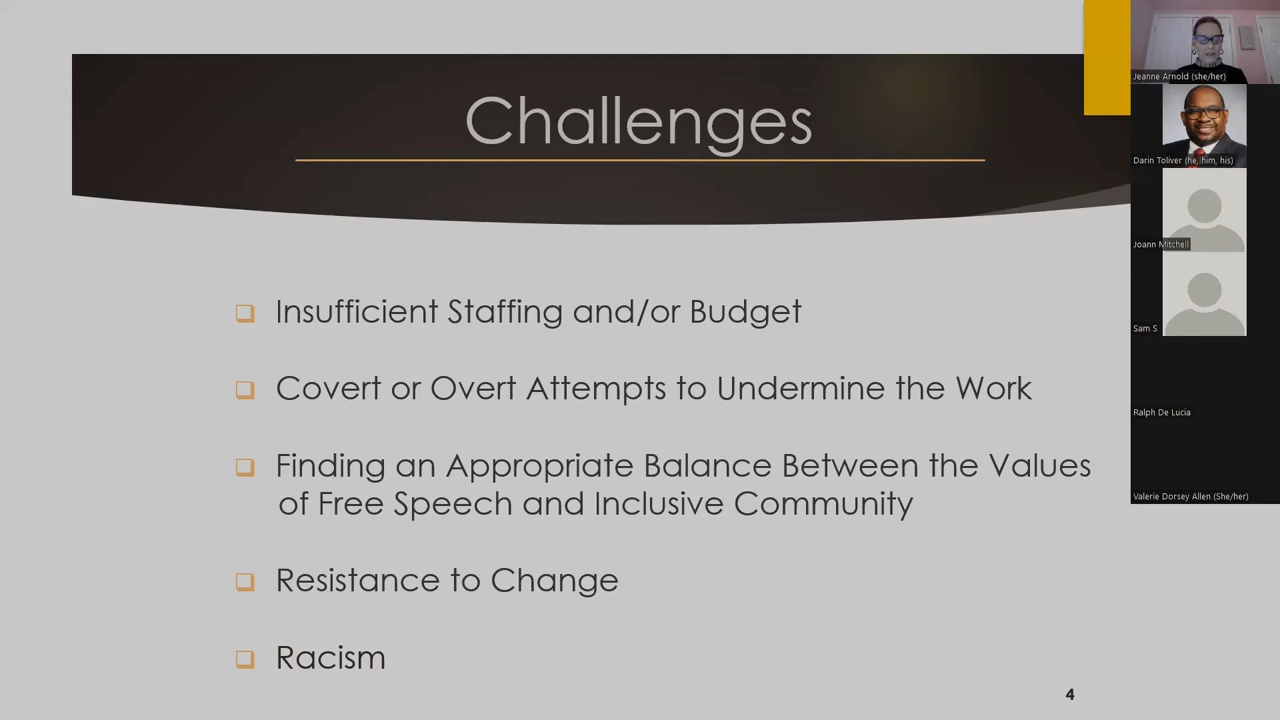 Challenges
Insufficient Staffing and/or Budget
Covert or Overt Attempts to Undermine the Work
Finding an Appropriate Balance Between the Values
of Free Speech and Inclusive Community
Resistance to Change
Racism
4
Jeanne Arnold (she/her)
Darin Toliver (he, him, his)
Joann Mitchell
Sam S
Ralph De Lucia
Valerie Dorsey Allen (She/her)